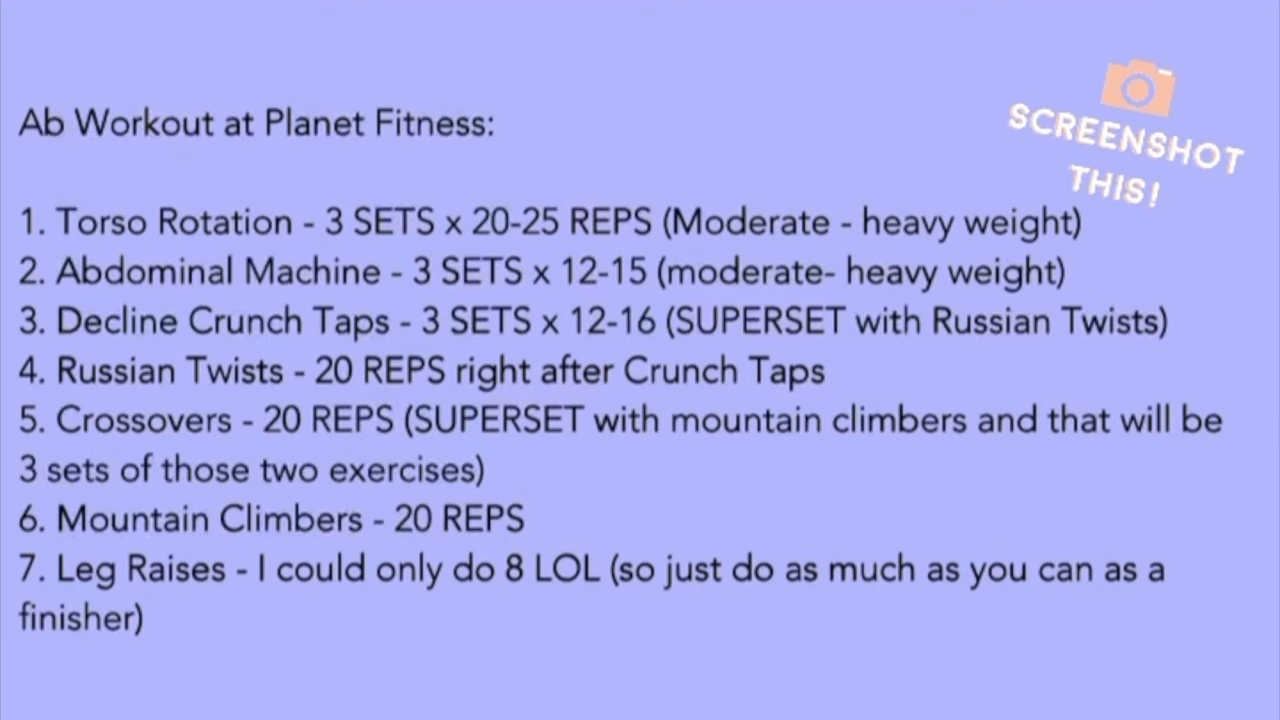 Ab Workout at Planet Fitness:
SCREENSHOT
THIS!
1. Torso Rotation - 3 SETS x 20-25 REPS (Moderate - heavy weight)
2. Abdominal Machine - 3 SETS x 12-15 (moderate- heavy weight)
3. Decline Crunch Taps - 3 SETS x 12-16 (SUPERSET with Russian Twists)
4. Russian Twists - 20 REPS right after Crunch Taps
5. Crossovers - 20 REPS (SUPERSET with mountain climbers and that will be
3 sets of those two exercises)
6. Mountain Climbers - 20 REPS
7. Leg Raises - I could only do 8 LOL (so just do as much as you can as a
finisher)